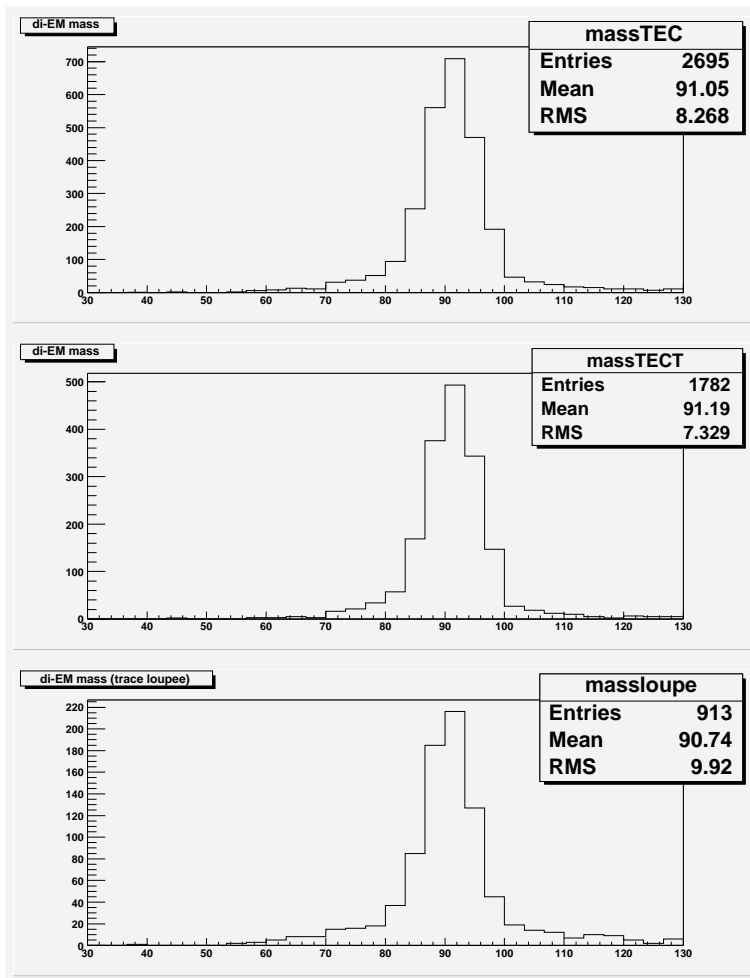 di-EM mass
massTEC
Entries 2695
Mean 91.05
RMS 8.268
700
600
500
400
300
200
100
0
30 40 50 60 70 80 90 100 110 120 130
di-EM mass
massTECT
Entries 1782
Mean 91.19
RMS 7.329
500
400
300
200
100
0
30 40 50 60 70 80 90 100 110 120 130
di-EM mass (trace loupee)
massloupe
Entries 913
Mean 90.74
RMS 9.92
220
200
180
160
140
120
100
80
60
40
20
0
30 40 50 60 70 80 90 100 110 120 130